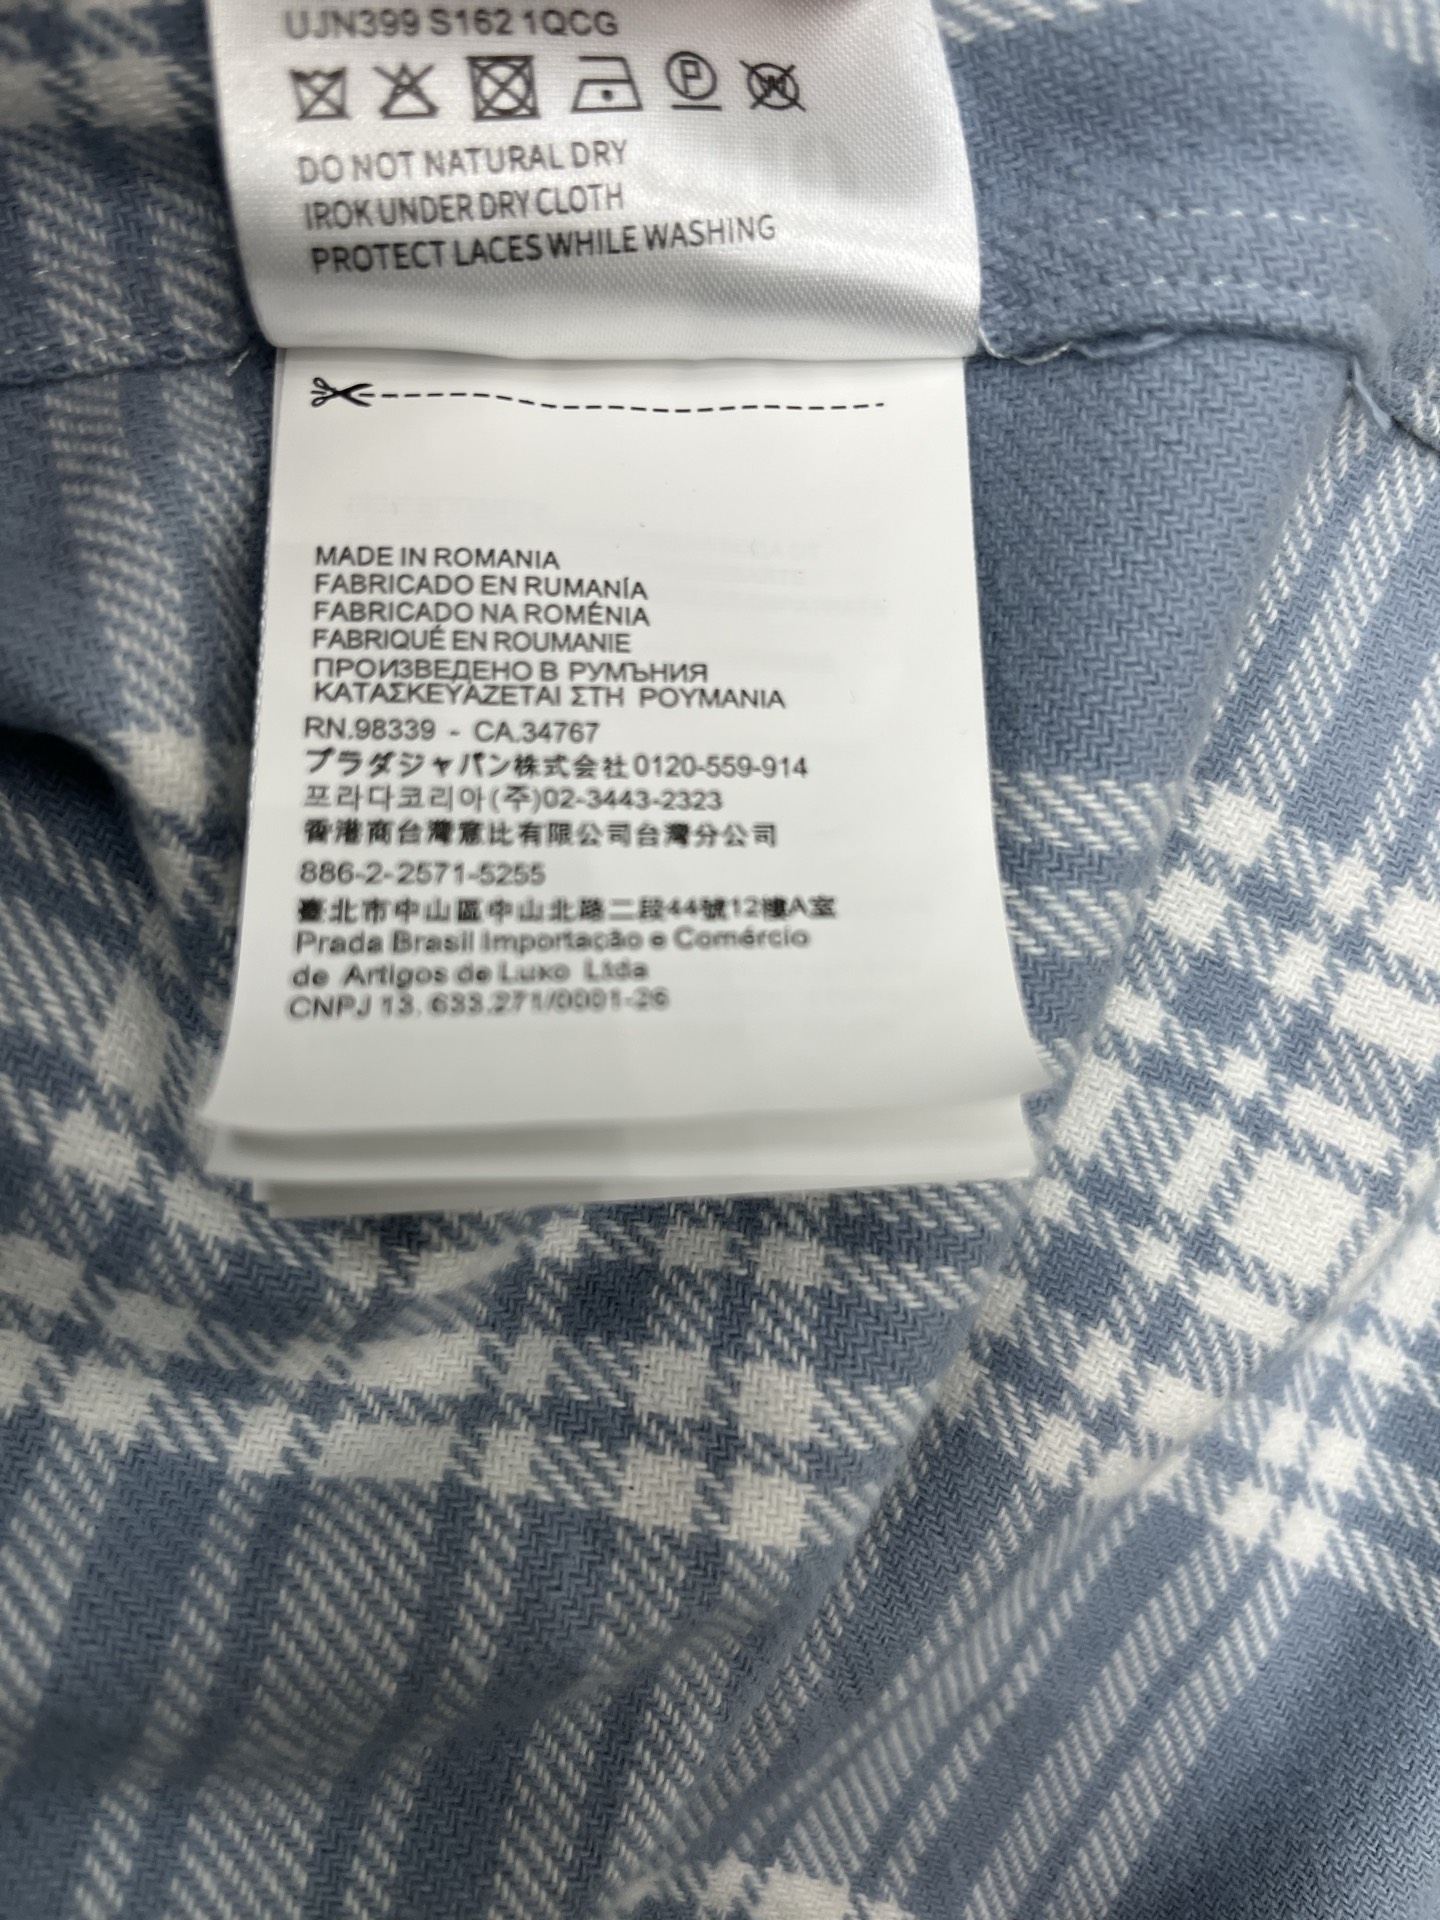 UJN399 S162 1QCG
DO NOT NATURAL DRY
IROK UNDER DRY CLOTH
PROTECT LACES WHILE WASHING
MADE IN ROMANIA
FABRICADO EN RUMANÍA
FABRICADO NA ROMÉNIA
FABRIQUÉ EN ROUMANIE
ПРОИЗВЕДЕНО В РУМЪНИЯ
ΚΑΤΑΣΚΕΥΆΖΕΤΑΙ ΣΤΗ ΡΟΥΜΑΝΙΑ
RN.98339 - CA.34767
プラダジャパン株式会社0120-559-914
프라다코리아(주)02-3443-2323
香港商台灣意比有限公司台灣分公司
886-2-2571-5255
臺北市中山區中山北路二段44號12樓A室
Prada Brasil Importação e Comércio
de Artigos de Luxo Ltda
CNPJ 13. 633.271/0001-26